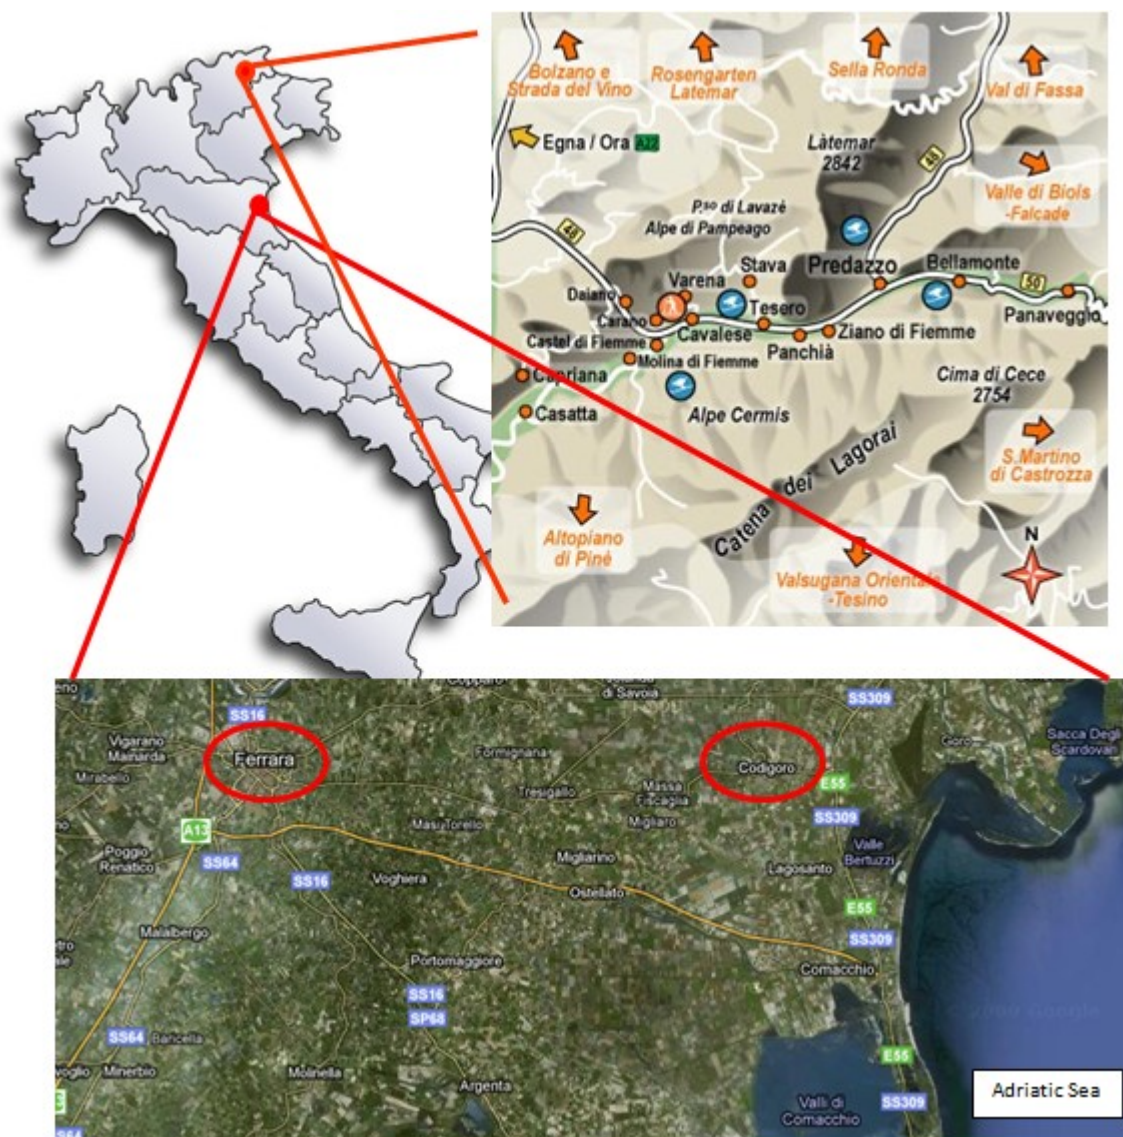 Bolzano e
Strada del Vino
Rosengarten
Latemar
Sella Ronda
Val di Fassa
Egna / Ora A22
Làtemar
2842
48
Valle di Biois
-Falcade
P.so di Lavazè
Alpe di Pampeago
48
Stava
Predazzo
Bellamonte
Varena
50
Daiano
Tesero
Panaveggio
Carano
Cavalese
Ziano di Fiemme
Castel di Fiemme
Panchià
Molina di Fiemme
Capriana
Cima di Cece
2754
Casatta
Alpe Cermis
Catena dei Lagorai
S.Martino
di Castrozza
Altopiano
di Pinè
N
Valsugana Orientale
-Tesino
Copparo
di Savoia
SS309
SS16
Vigarano
Mainarda
Ferrara
Formignana
Goro
Sacca Degli
Scardovari
Mirabello
Codigoro
Tresigallo
Massa
Fiscaglia
E55
SS309
A13
Masi Torello
Migliaro
Poggio
Renatico
SS64
SS16
Voghiera
Migliarino
Lagosanto
Valle
Bertuzzi
Ostellato
E55
Malalbergo
SS309
Portomaggiore
Comacchio
SS16
SP68
SS64
Baricella
E55
Minerbio
Molinella
Argenta
Adriatic Sea
Valli di
Comacchio
SS309
SS64